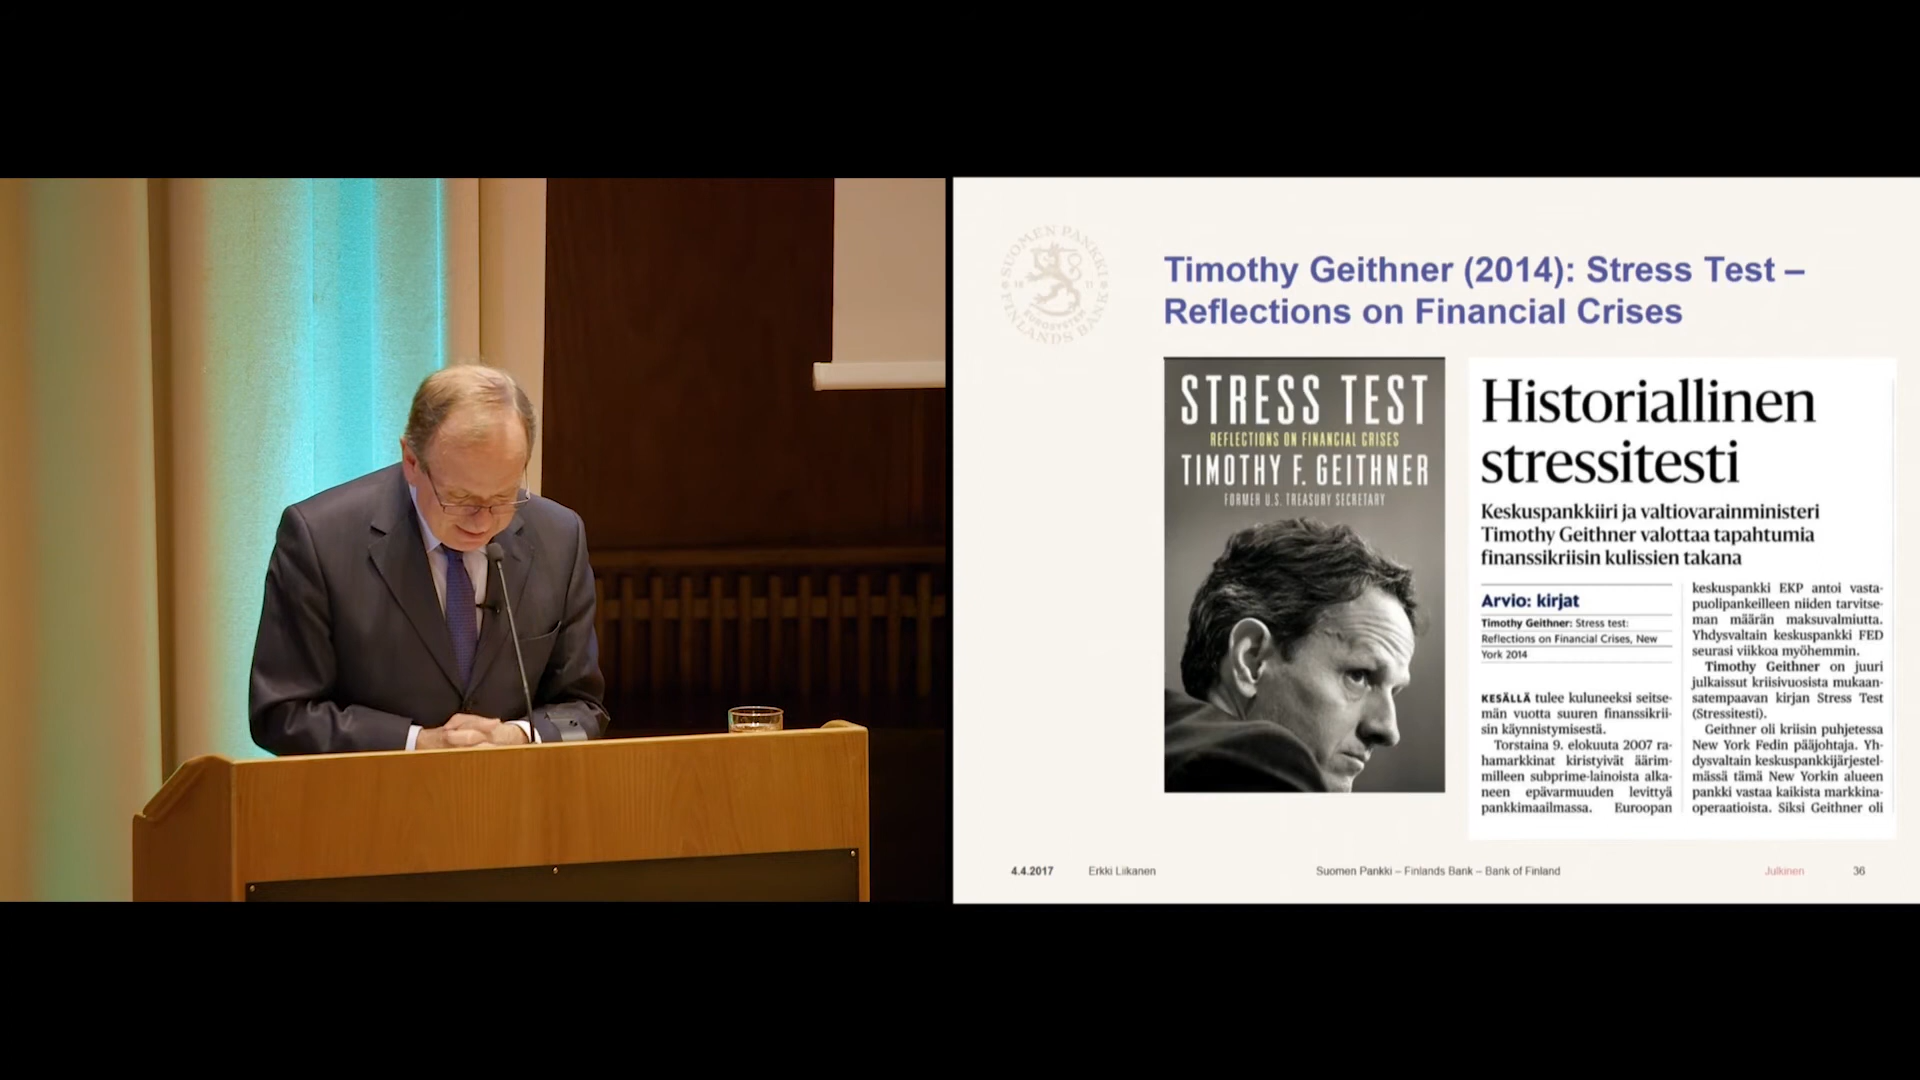 SUOMEN PANKKI
18 11
EUROSYSTEM
FINLANDS BANK
Timothy Geithner (2014): Stress Test –
Reflections on Financial Crises
STRESS TEST
REFLECTIONS ON FINANCIAL CRISES
TIMOTHY F. GEITHNER
FORMER U.S. TREASURY SECRETARY
Historiallinen
stressitesti
Keskuspankkiiri ja valtiovarainministeri
Timothy Geithner valottaa tapahtumia
finanssikriisin kulissien takana
Arvio: kirjat
Timothy Geithner: Stress test:
Reflections on Financial Crises, New
York 2014
KESÄLLÄ tulee kuluneeksi seitse-
män vuotta suuren finanssikrii-
sin käynnistymisestä.
Torstaina 9. elokuuta 2007 ra-
hamarkkinat kiristyivät äärim-
milleen subprime-lainoista alka-
neen epävarmuuden levittyä
pankkimaailmassa. Euroopan
keskuspankki EKP antoi vasta-
puolipankeilleen niiden tarvitse-
man määrän maksuvalmiutta.
Yhdysvaltain keskuspankki FED
seurasi viikkoa myöhemmin.
Timothy Geithner on juuri
julkaissut kriisivuosista mukaan-
satempaavan kirjan Stress Test
(Stressitesti).
Geithner oli kriisin puhjetessa
New York Fedin pääjohtaja. Yh-
dysvaltain keskuspankkijärjestel-
mässä tämä New Yorkin alueen
pankki vastaa kaikista markkina-
operaatioista. Siksi Geithner oli
4.4.2017 Erkki Liikanen Suomen Pankki – Finlands Bank – Bank of Finland Julkinen 36